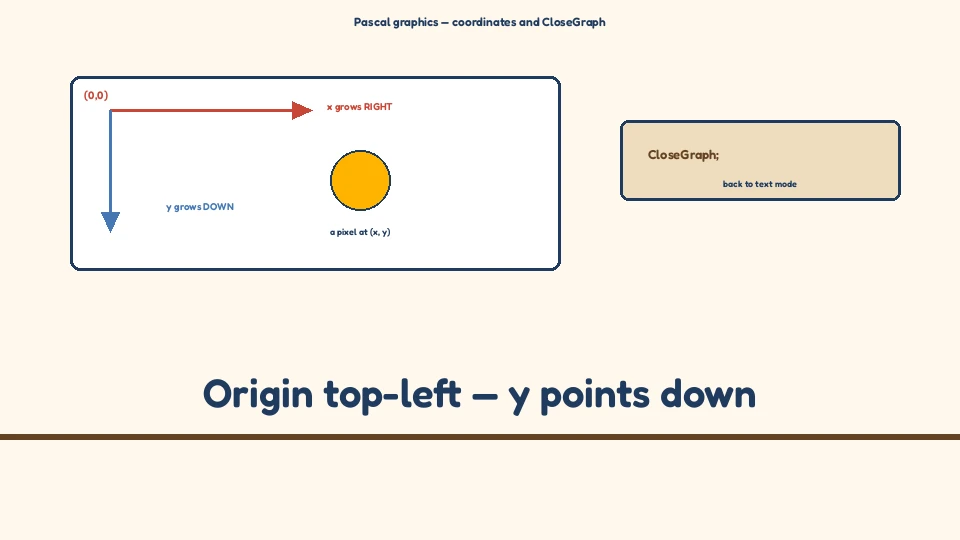 Pascal graphics — coordinates and CloseGraph
(0,0)
x grows RIGHT
y grows DOWN
a pixel at (x, y)
CloseGraph;
back to text mode
Origin top-left — y points down